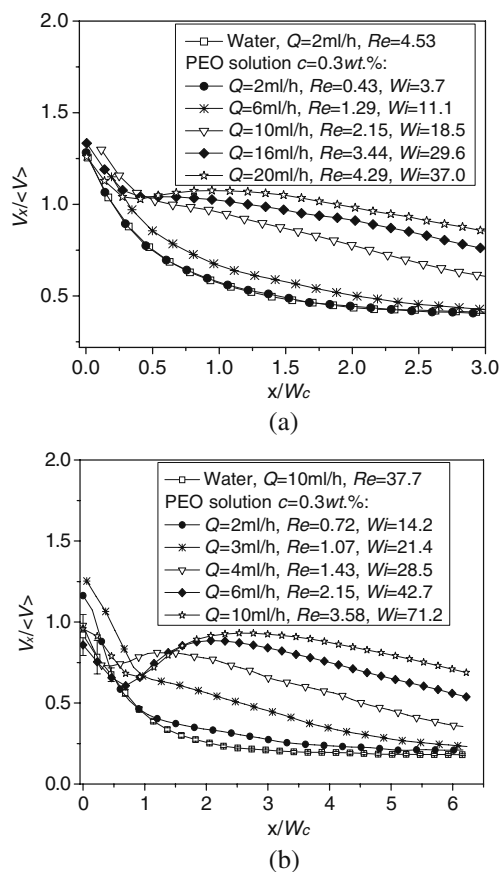 2.0
1.5
1.0
0.5
Vx/<V>
Water, Q=2ml/h, Re=4.53
PEO solution c=0.3wt.%:
Q=2ml/h, Re=0.43, Wi=3.7
Q=6ml/h, Re=1.29, Wi=11.1
Q=10ml/h, Re=2.15, Wi=18.5
Q=16ml/h, Re=3.44, Wi=29.6
Q=20ml/h, Re=4.29, Wi=37.0
0.0 0.5 1.0 1.5 2.0 2.5 3.0
x/Wc
(a)
2.0
1.5
1.0
0.5
0.0
Vx/<V>
Water, Q=10ml/h, Re=37.7
PEO solution c=0.3wt.%:
Q=2ml/h, Re=0.72, Wi=14.2
Q=3ml/h, Re=1.07, Wi=21.4
Q=4ml/h, Re=1.43, Wi=28.5
Q=6ml/h, Re=2.15, Wi=42.7
Q=10ml/h, Re=3.58, Wi=71.2
0 1 2 3 4 5 6
x/Wc
(b)